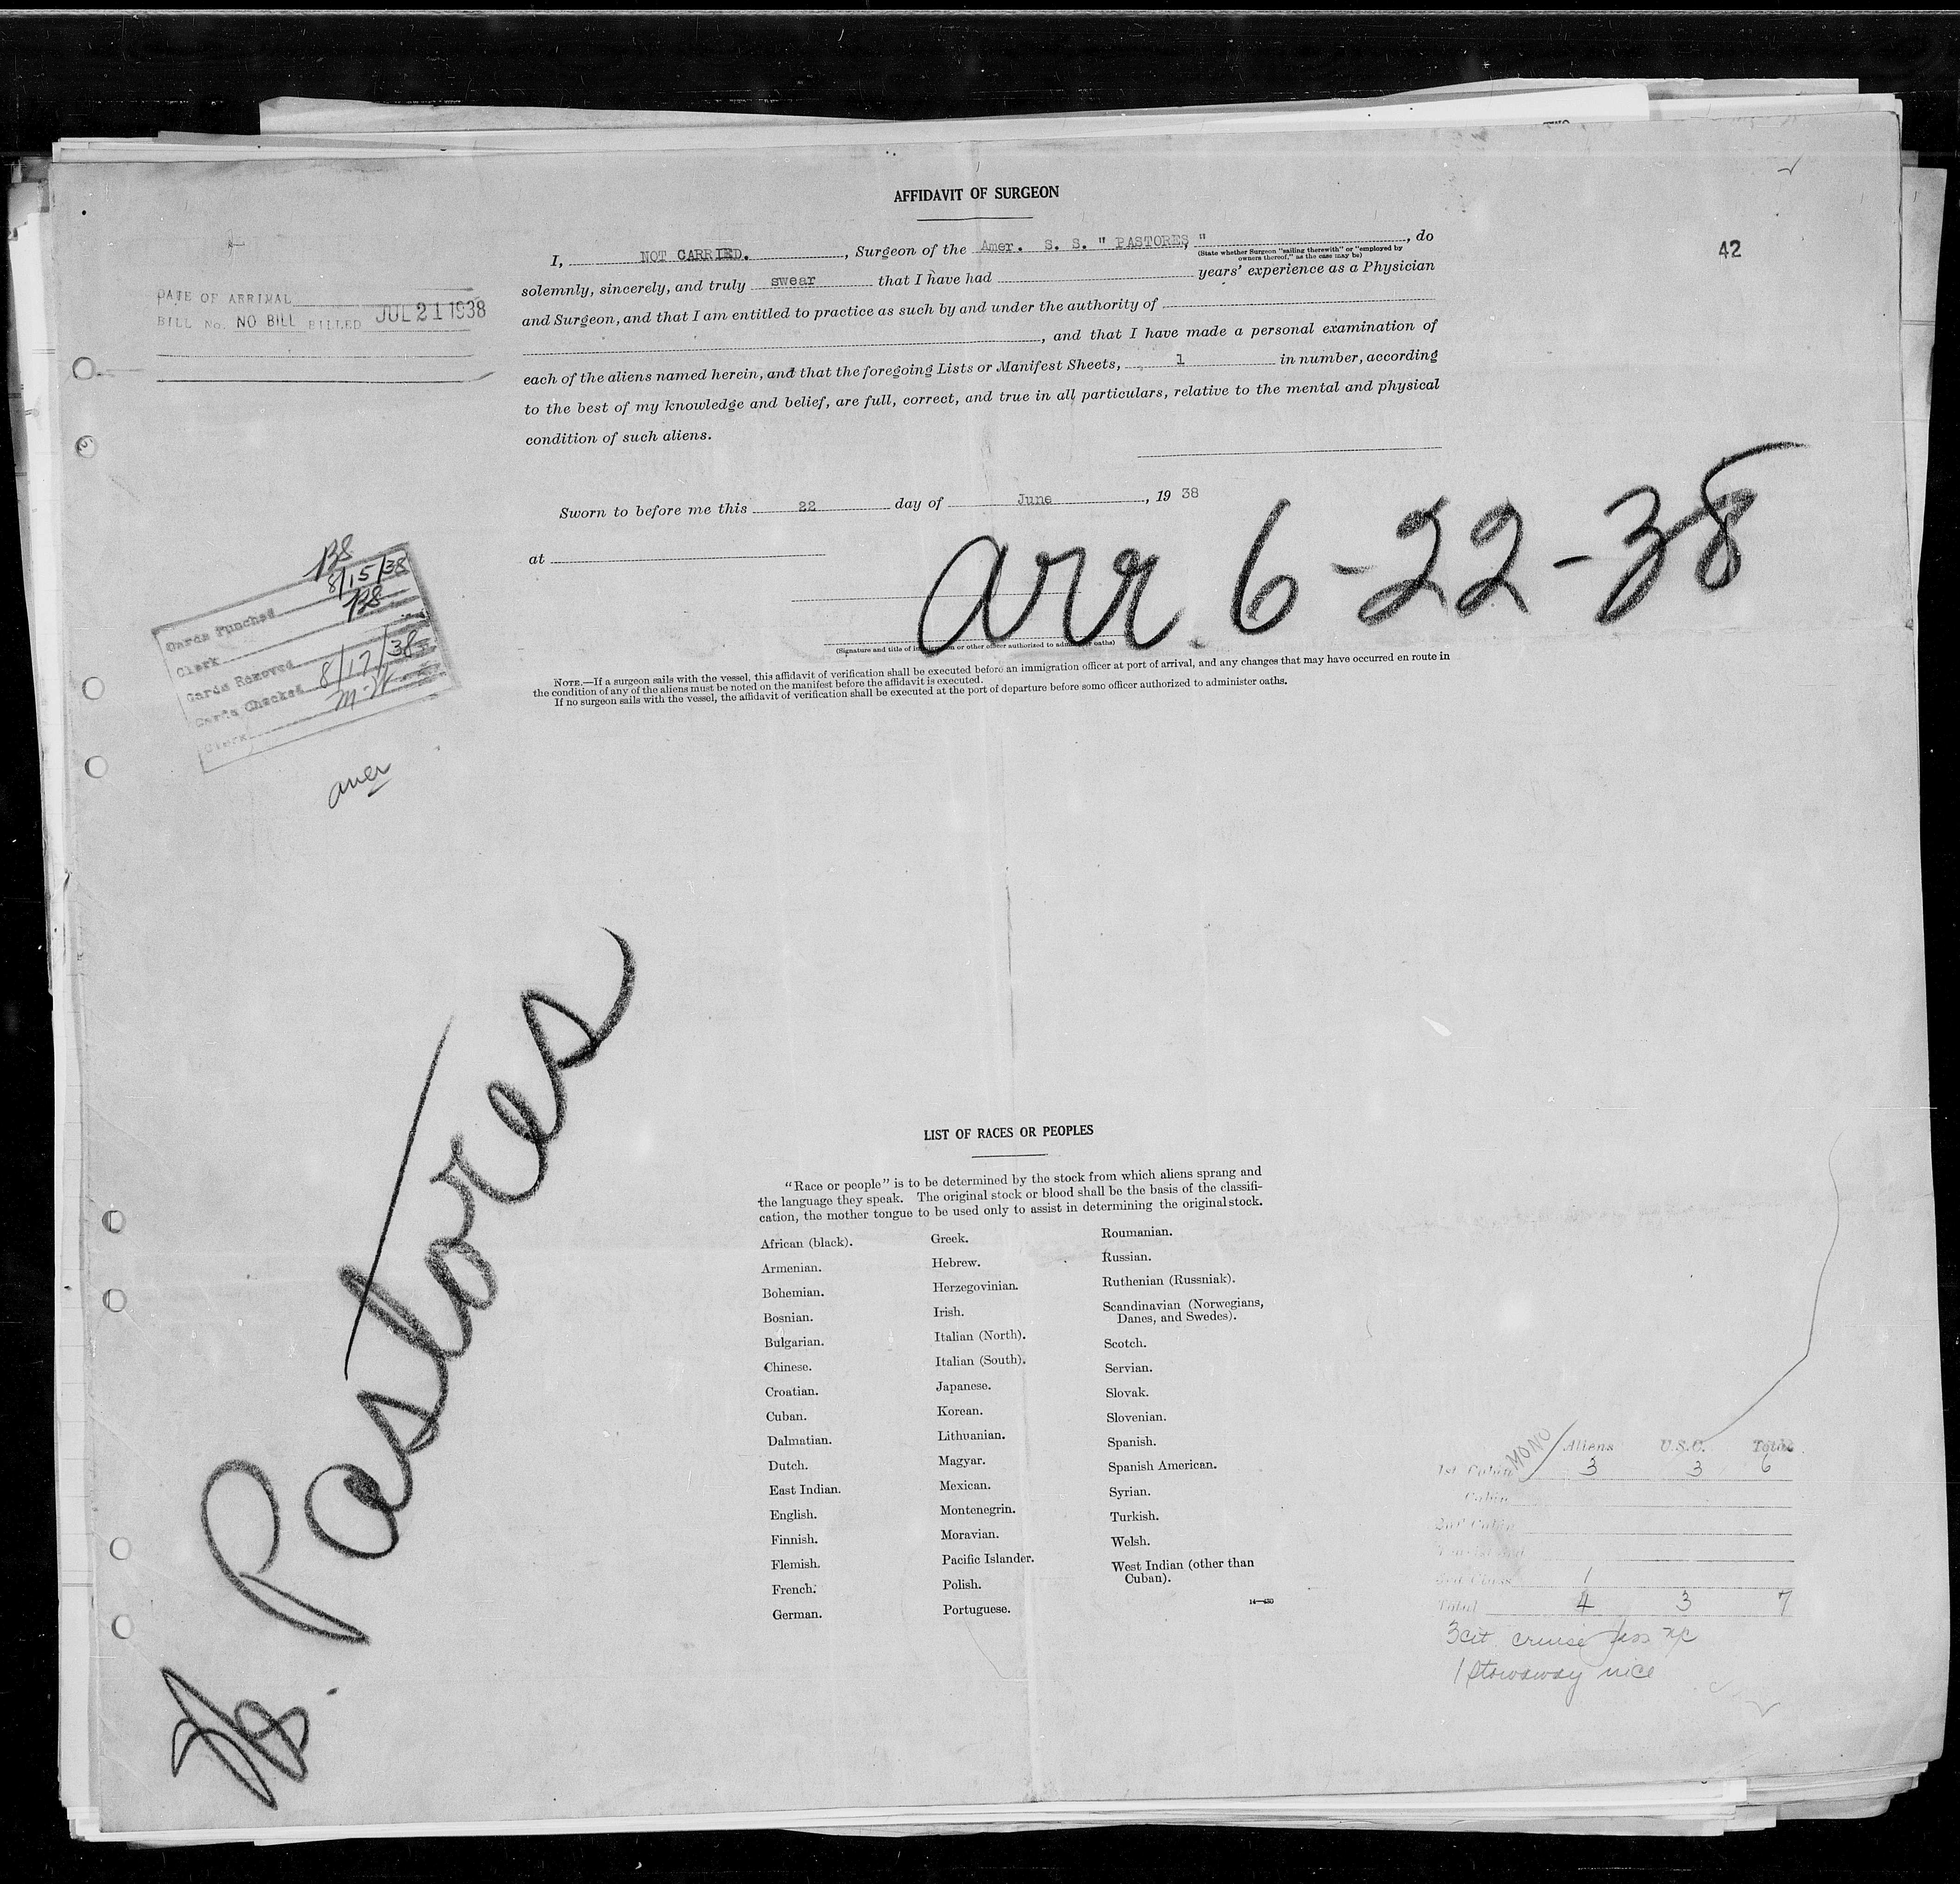 AFFIDAVIT OF SURGEON
42
I, NOT CARRIED. , Surgeon of the Amer. S. S. " PASTORES, " , do
(State whether Surgeon "sailing therewith" or "employed by
owners thereof," as the case may be)
solemnly, sincerely, and truly swear that I have had years' experience as a Physician
and Surgeon, and that I am entitled to practice as such by and under the authority of
, and that I have made a personal examination of
each of the aliens named herein, and that the foregoing Lists or Manifest Sheets, 1 in number, according
to the best of my knowledge and belief, are full, correct, and true in all particulars, relative to the mental and physical
condition of such aliens.
DATE OF ARRIVAL
BILL No. NO BILL BILLED JUL 21 1938
Sworn to before me this 22 day of June , 19 38
at
arr. 6-22-38
(Signature and title of immigration or other officer authorized to administer oaths)
NOTE.—If a surgeon sails with the vessel, this affidavit of verification shall be executed before an immigration officer at port of arrival, and any changes that may have occurred en route in
the condition of any of the aliens must be noted on the manifest before the affidavit is executed.
If no surgeon sails with the vessel, the affidavit of verification shall be executed at the port of departure before some officer authorized to administer oaths.
Cards Punched 8/15/38
Clerk
Cards Removed
Cards Checked 8/17/38
Clerk
amer
Pastores
LIST OF RACES OR PEOPLES
"Race or people" is to be determined by the stock from which aliens sprang and
the language they speak. The original stock or blood shall be the basis of the classifi-
cation, the mother tongue to be used only to assist in determining the original stock.
African (black).
Armenian.
Bohemian.
Bosnian.
Bulgarian.
Chinese.
Croatian.
Cuban.
Dalmatian.
Dutch.
East Indian.
English.
Finnish.
Flemish.
French.
German.
Greek.
Hebrew.
Herzegovinian.
Irish.
Italian (North).
Italian (South).
Japanese.
Korean.
Lithuanian.
Magyar.
Mexican.
Montenegrin.
Moravian.
Pacific Islander.
Polish.
Portuguese.
Roumanian.
Russian.
Ruthenian (Russniak).
Scandinavian (Norwegians,
Danes, and Swedes).
Scotch.
Servian.
Slovak.
Slovenian.
Spanish.
Spanish American.
Syrian.
Turkish.
Welsh.
West Indian (other than
Cuban).
14—430
MONO
Aliens U.S.C. Total
1st Cabin 3 3 6
Cabin
2nd Cabin
3rd Class 1
Total 4 3 7
3 cit cruise
1 stowaway